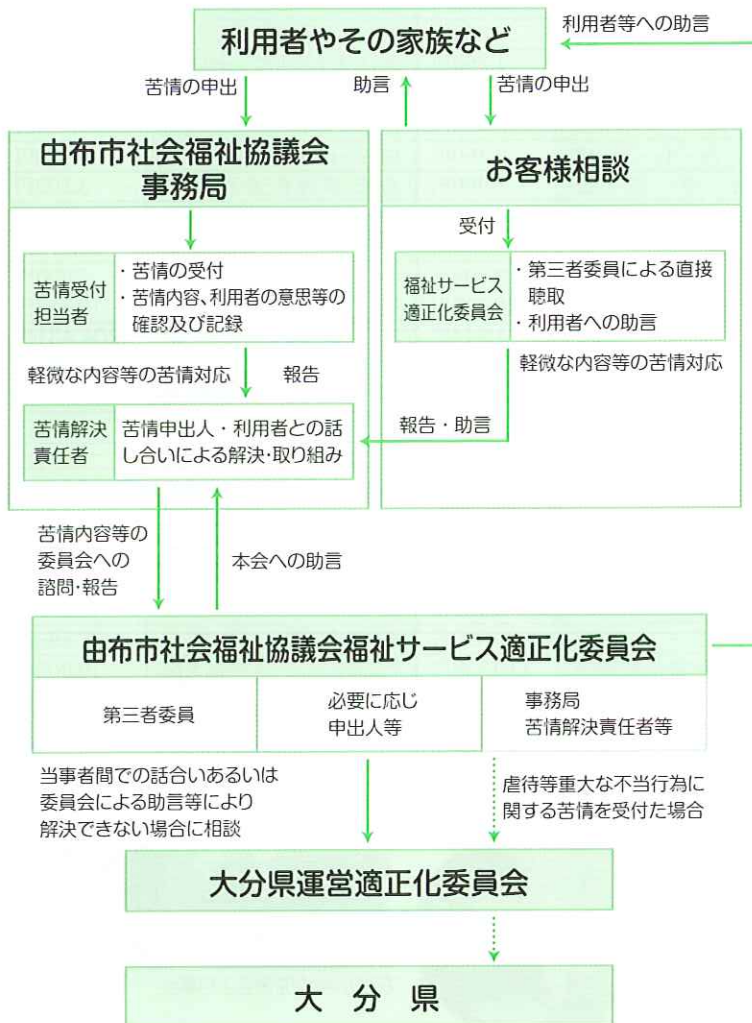 利用者やその家族など
利用者等への助言
苦情の申出
助言
苦情の申出
由布市社会福祉協議会
事務局
苦情受付
担当者
・苦情の受付
・苦情内容、利用者の意思等の
確認及び記録
軽微な内容等の苦情対応
報告
苦情解決
責任者
苦情申出人・利用者との話
し合いによる解決・取り組み
お客様相談
受付
福祉サービス
適正化委員会
・第三者委員による直接
聴取
・利用者への助言
軽微な内容等の苦情対応
報告・助言
苦情内容等の
委員会への
諮問・報告
本会への助言
由布市社会福祉協議会福祉サービス適正化委員会
第三者委員
必要に応じ
申出人等
事務局
苦情解決責任者等
当事者間での話合いあるいは
委員会による助言等により
解決できない場合に相談
虐待等重大な不当行為に
関する苦情を受付た場合
大分県運営適正化委員会
大分県